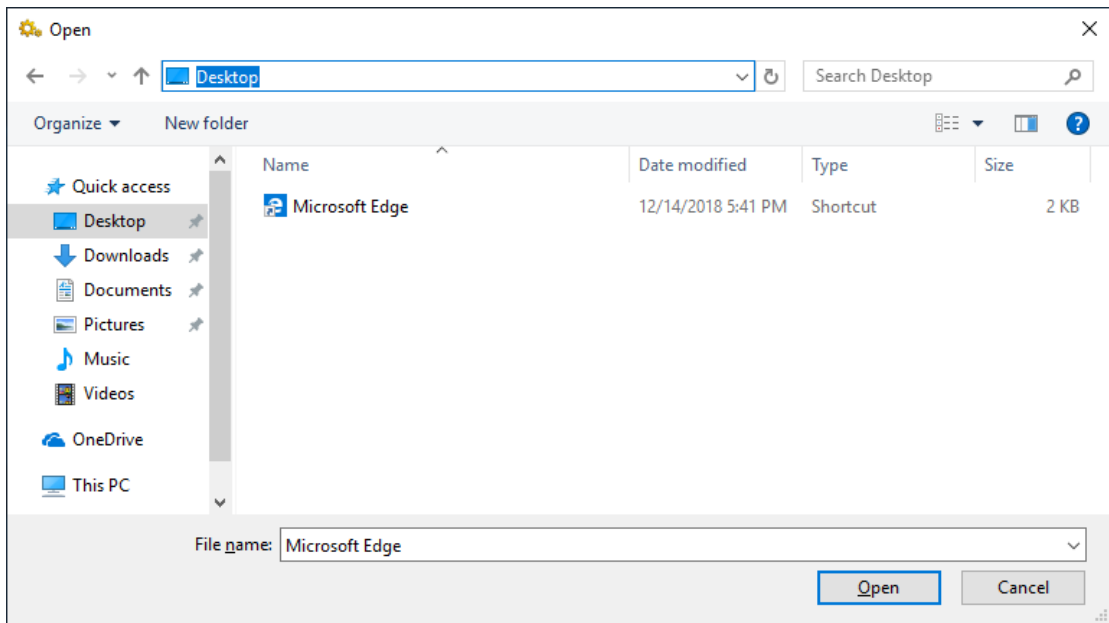 Open
Desktop
Search Desktop
Organize
New folder
Name Date modified Type Size
Quick access
Microsoft Edge 12/14/2018 5:41 PM Shortcut 2 KB
Desktop
Downloads
Documents
Pictures
Music
Videos
OneDrive
This PC
File name: Microsoft Edge
Open Cancel